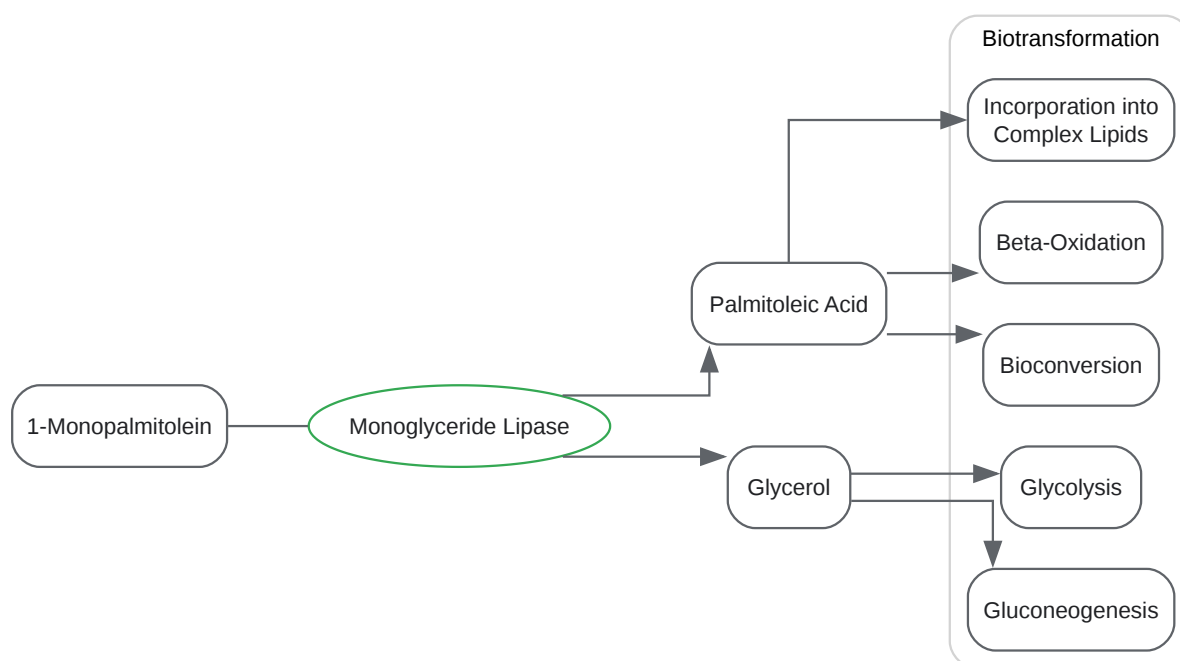 Biotransformation
Incorporation into
Complex Lipids
Beta-Oxidation
Palmitoleic Acid
Bioconversion
1-Monopalmitolein
Monoglyceride Lipase
Glycerol
Glycolysis
Gluconeogenesis